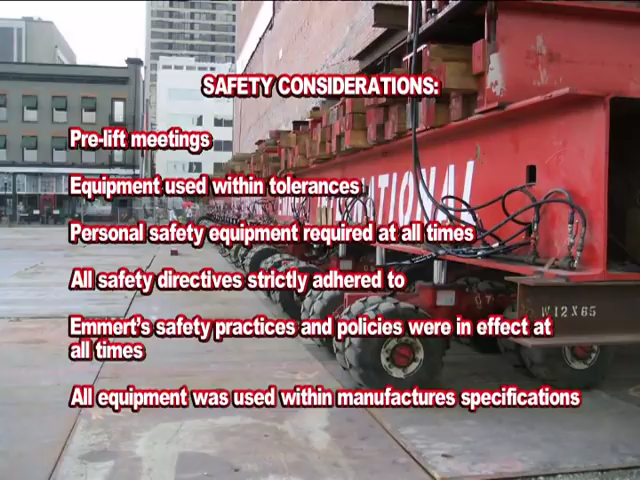 SAFETY CONSIDERATIONS:
Pre-lift meetings
Equipment used within tolerances
Personal safety equipment required at all times
All safety directives strictly adhered to
Emmert's safety practices and policies were in effect at
all times
All equipment was used within manufactures specifications
W12X65